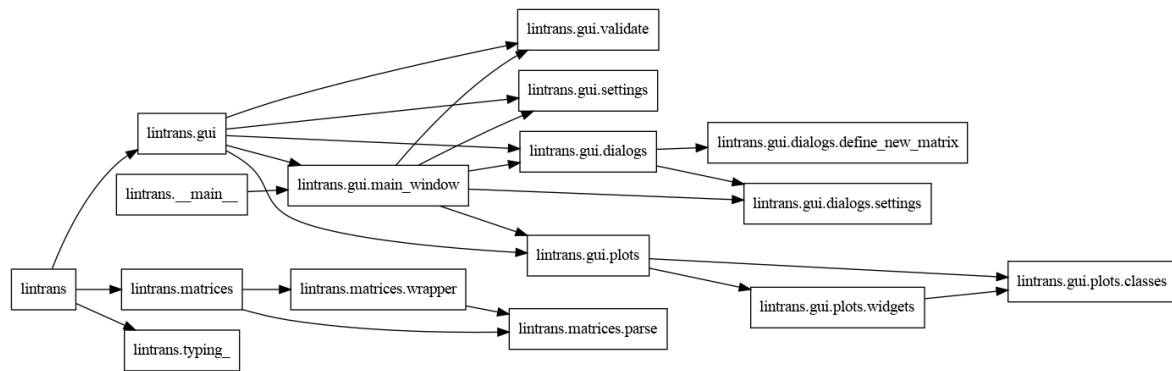 lintrans.gui.validate
lintrans.gui.settings
lintrans.gui
lintrans.gui.dialogs
lintrans.gui.dialogs.define_new_matrix
lintrans.__main__
lintrans.gui.main_window
lintrans.gui.dialogs.settings
lintrans.gui.plots
lintrans
lintrans.matrices
lintrans.matrices.wrapper
lintrans.gui.plots.classes
lintrans.gui.plots.widgets
lintrans.matrices.parse
lintrans.typing_